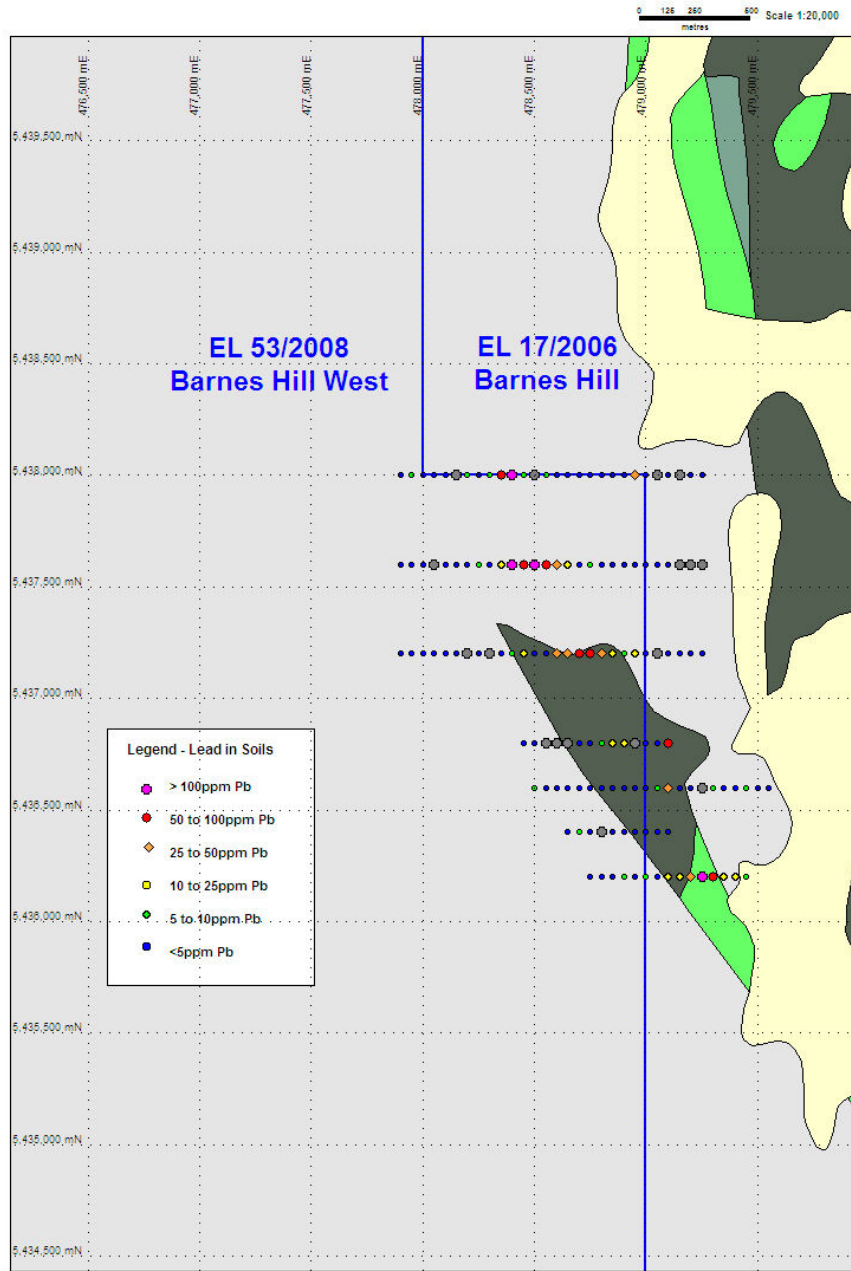 0 125 250 500 Scale 1:20,000
metres
476,500 mE
477,000 mE
477,500 mE
478,000 mE
478,500 mE
479,000 mE
479,500 mE
5,439,500 mN
5,439,000 mN
5,438,500 mN
EL 53/2008
Barnes Hill West
EL 17/2006
Barnes Hill
5,438,000 mN
5,437,500 mN
5,437,000 mN
Legend - Lead in Soils
> 100ppm Pb
50 to 100ppm Pb
25 to 50ppm Pb
10 to 25ppm Pb
5 to 10ppm Pb
<5ppm Pb
5,436,500 mN
5,436,000 mN
5,435,500 mN
5,435,000 mN
5,434,500 mN